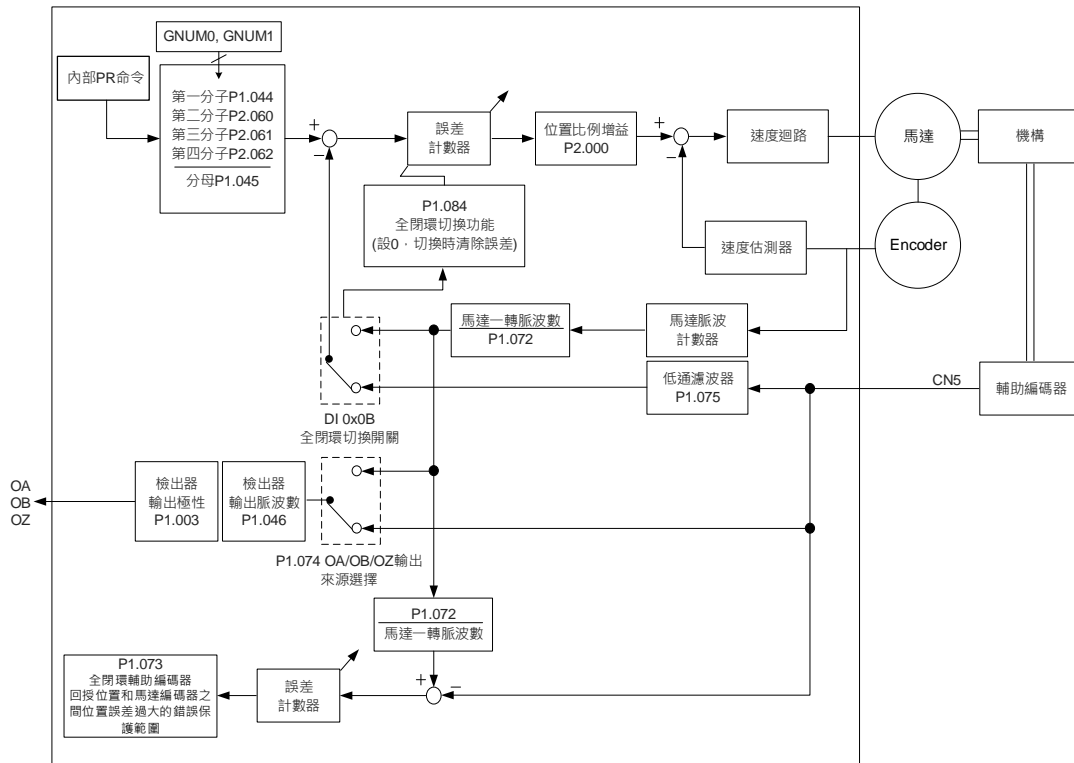 GNUM0, GNUM1
內部PR命令
第一分子P1.044
第二分子P2.060
第三分子P2.061
第四分子P2.062
分母P1.045
+
−
誤差
計數器
位置比例增益
P2.000
+
−
速度迴路
馬達
機構
P1.084
全閉環切換功能
(設0，切換時清除誤差)
速度估測器
Encoder
馬達一轉脈波數
P1.072
馬達脈波
計數器
低通濾波器
P1.075
CN5
輔助編碼器
DI 0x0B
全閉環切換開關
OA
OB
OZ
檢出器
輸出極性
P1.003
檢出器
輸出脈波數
P1.046
P1.074 OA/OB/OZ輸出
來源選擇
P1.072
馬達一轉脈波數
P1.073
全閉環輔助編碼器
回授位置和馬達編碼器之
間位置誤差過大的錯誤保
護範圍
誤差
計數器
+
−